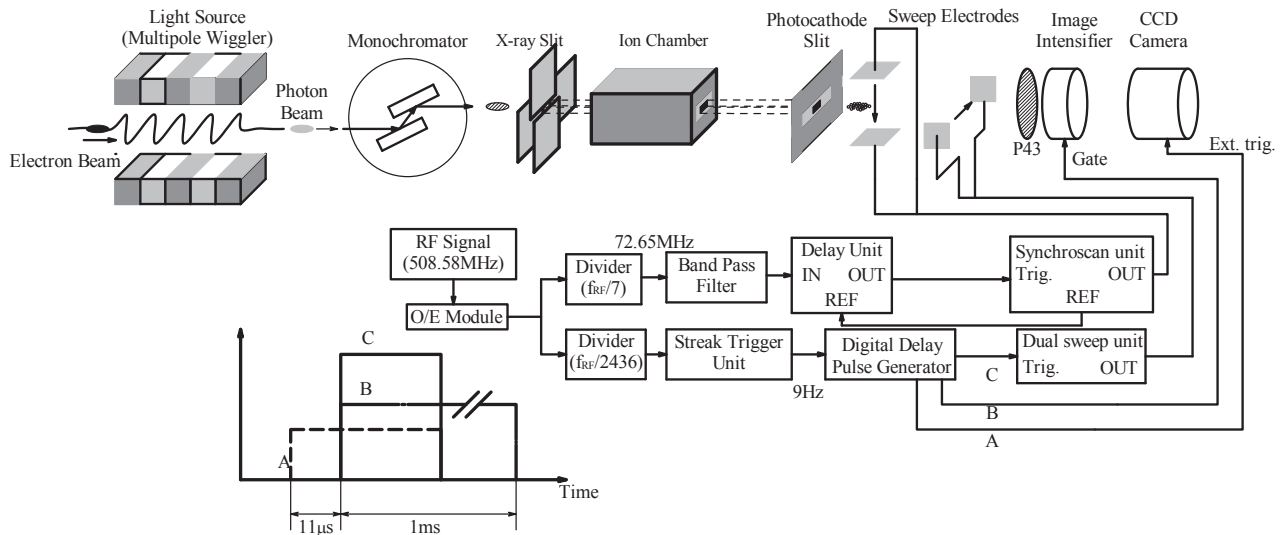 Light Source
(Multipole Wiggler)
Monochromator
X-ray Slit
Ion Chamber
Photocathode
Slit
Sweep Electrodes
Image
Intensifier
CCD
Camera
Photon
Beam
Electron Beam
P43
Gate
Ext. trig.
RF Signal
(508.58MHz)
O/E Module
72.65MHz
Divider
(fRF/7)
Band Pass
Filter
Delay Unit
IN OUT
REF
Synchroscan unit
Trig. OUT
REF
Divider
(fRF/2436)
Streak Trigger
Unit
9Hz
Digital Delay
Pulse Generator
Dual sweep unit
Trig. OUT
C
B
A
C
B
A
Time
11μs
1ms